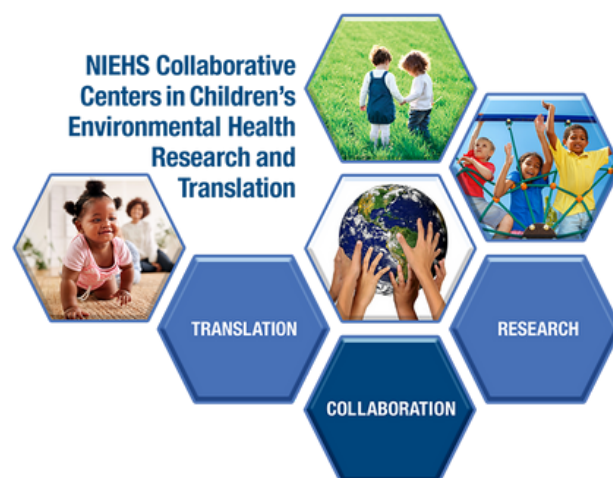 NIEHS Collaborative
Centers in Children's
Environmental Health
Research and
Translation
TRANSLATION
RESEARCH
COLLABORATION